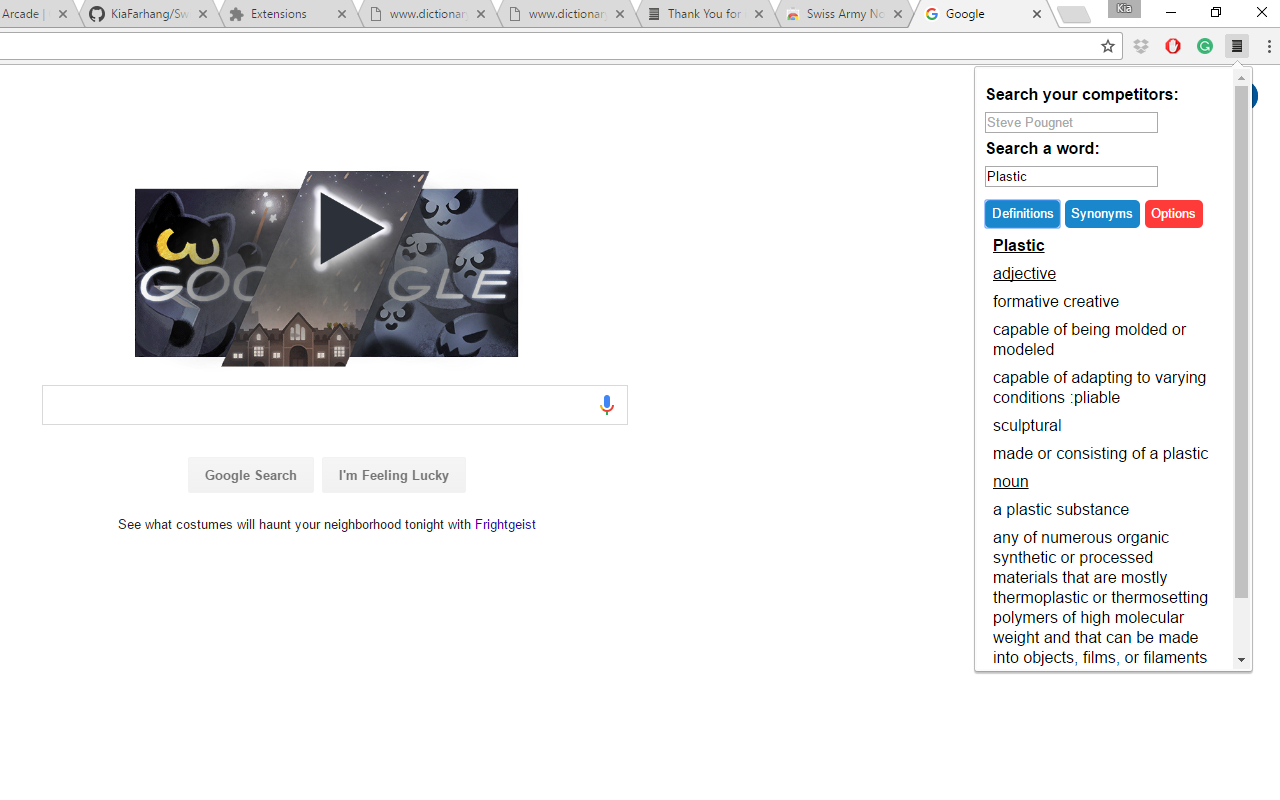 Arcade |
KiaFarhang/Sw
Extensions
www.dictionar
www.dictionar
Thank You for
Swiss Army No
Google
Kia
Search your competitors:
Steve Pougnet
Search a word:
Plastic
Definitions
Synonyms
Options
Plastic
adjective
formative creative
capable of being molded or
modeled
capable of adapting to varying
conditions :pliable
sculptural
made or consisting of a plastic
noun
a plastic substance
any of numerous organic
synthetic or processed
materials that are mostly
thermoplastic or thermosetting
polymers of high molecular
weight and that can be made
into objects, films, or filaments
GOOGLE
Google Search
I'm Feeling Lucky
See what costumes will haunt your neighborhood tonight with Frightgeist